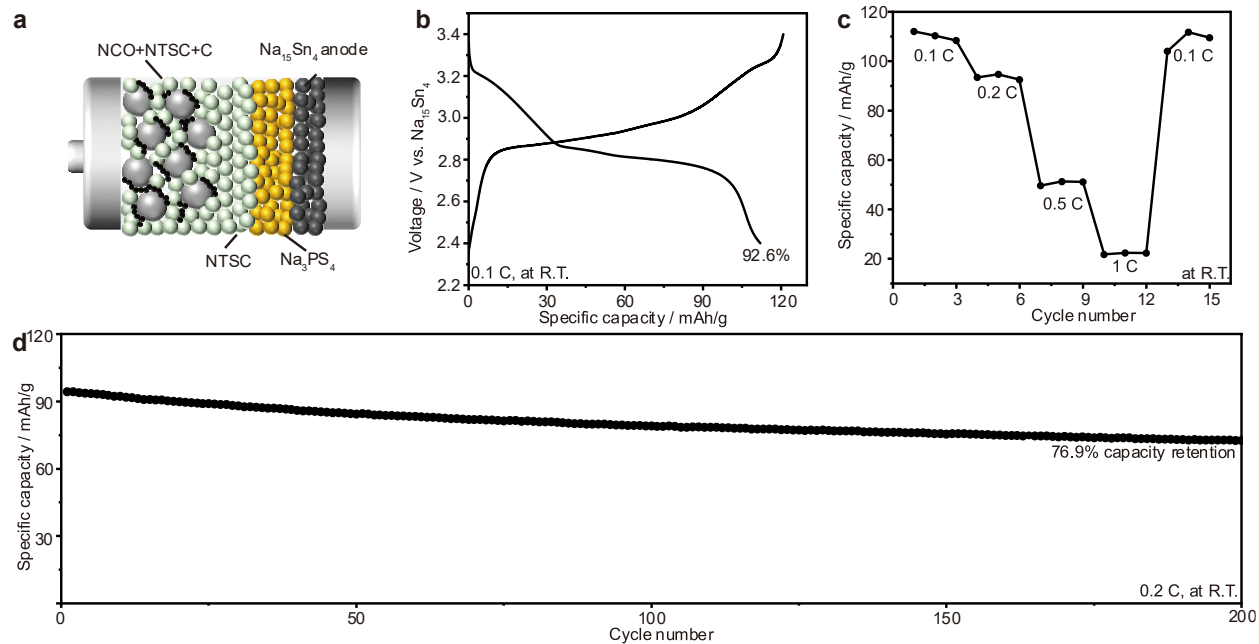 a
NCO+NTSC+C
Na15Sn4 anode
NTSC
Na3PS4
b
3.4
3.2
3.0
2.8
2.6
2.4
2.2
Voltage / V vs. Na15Sn4
0.1 C, at R.T.
92.6%
0
30
60
90
120
Specific capacity / mAh/g
c
120
100
80
60
40
20
Specific capacity / mAh/g
0.1 C
0.2 C
0.5 C
1 C
0.1 C
at R.T.
0
3
6
9
12
15
Cycle number
d
120
90
60
30
Specific capacity / mAh/g
76.9% capacity retention
0.2 C, at R.T.
0
50
100
150
200
Cycle number